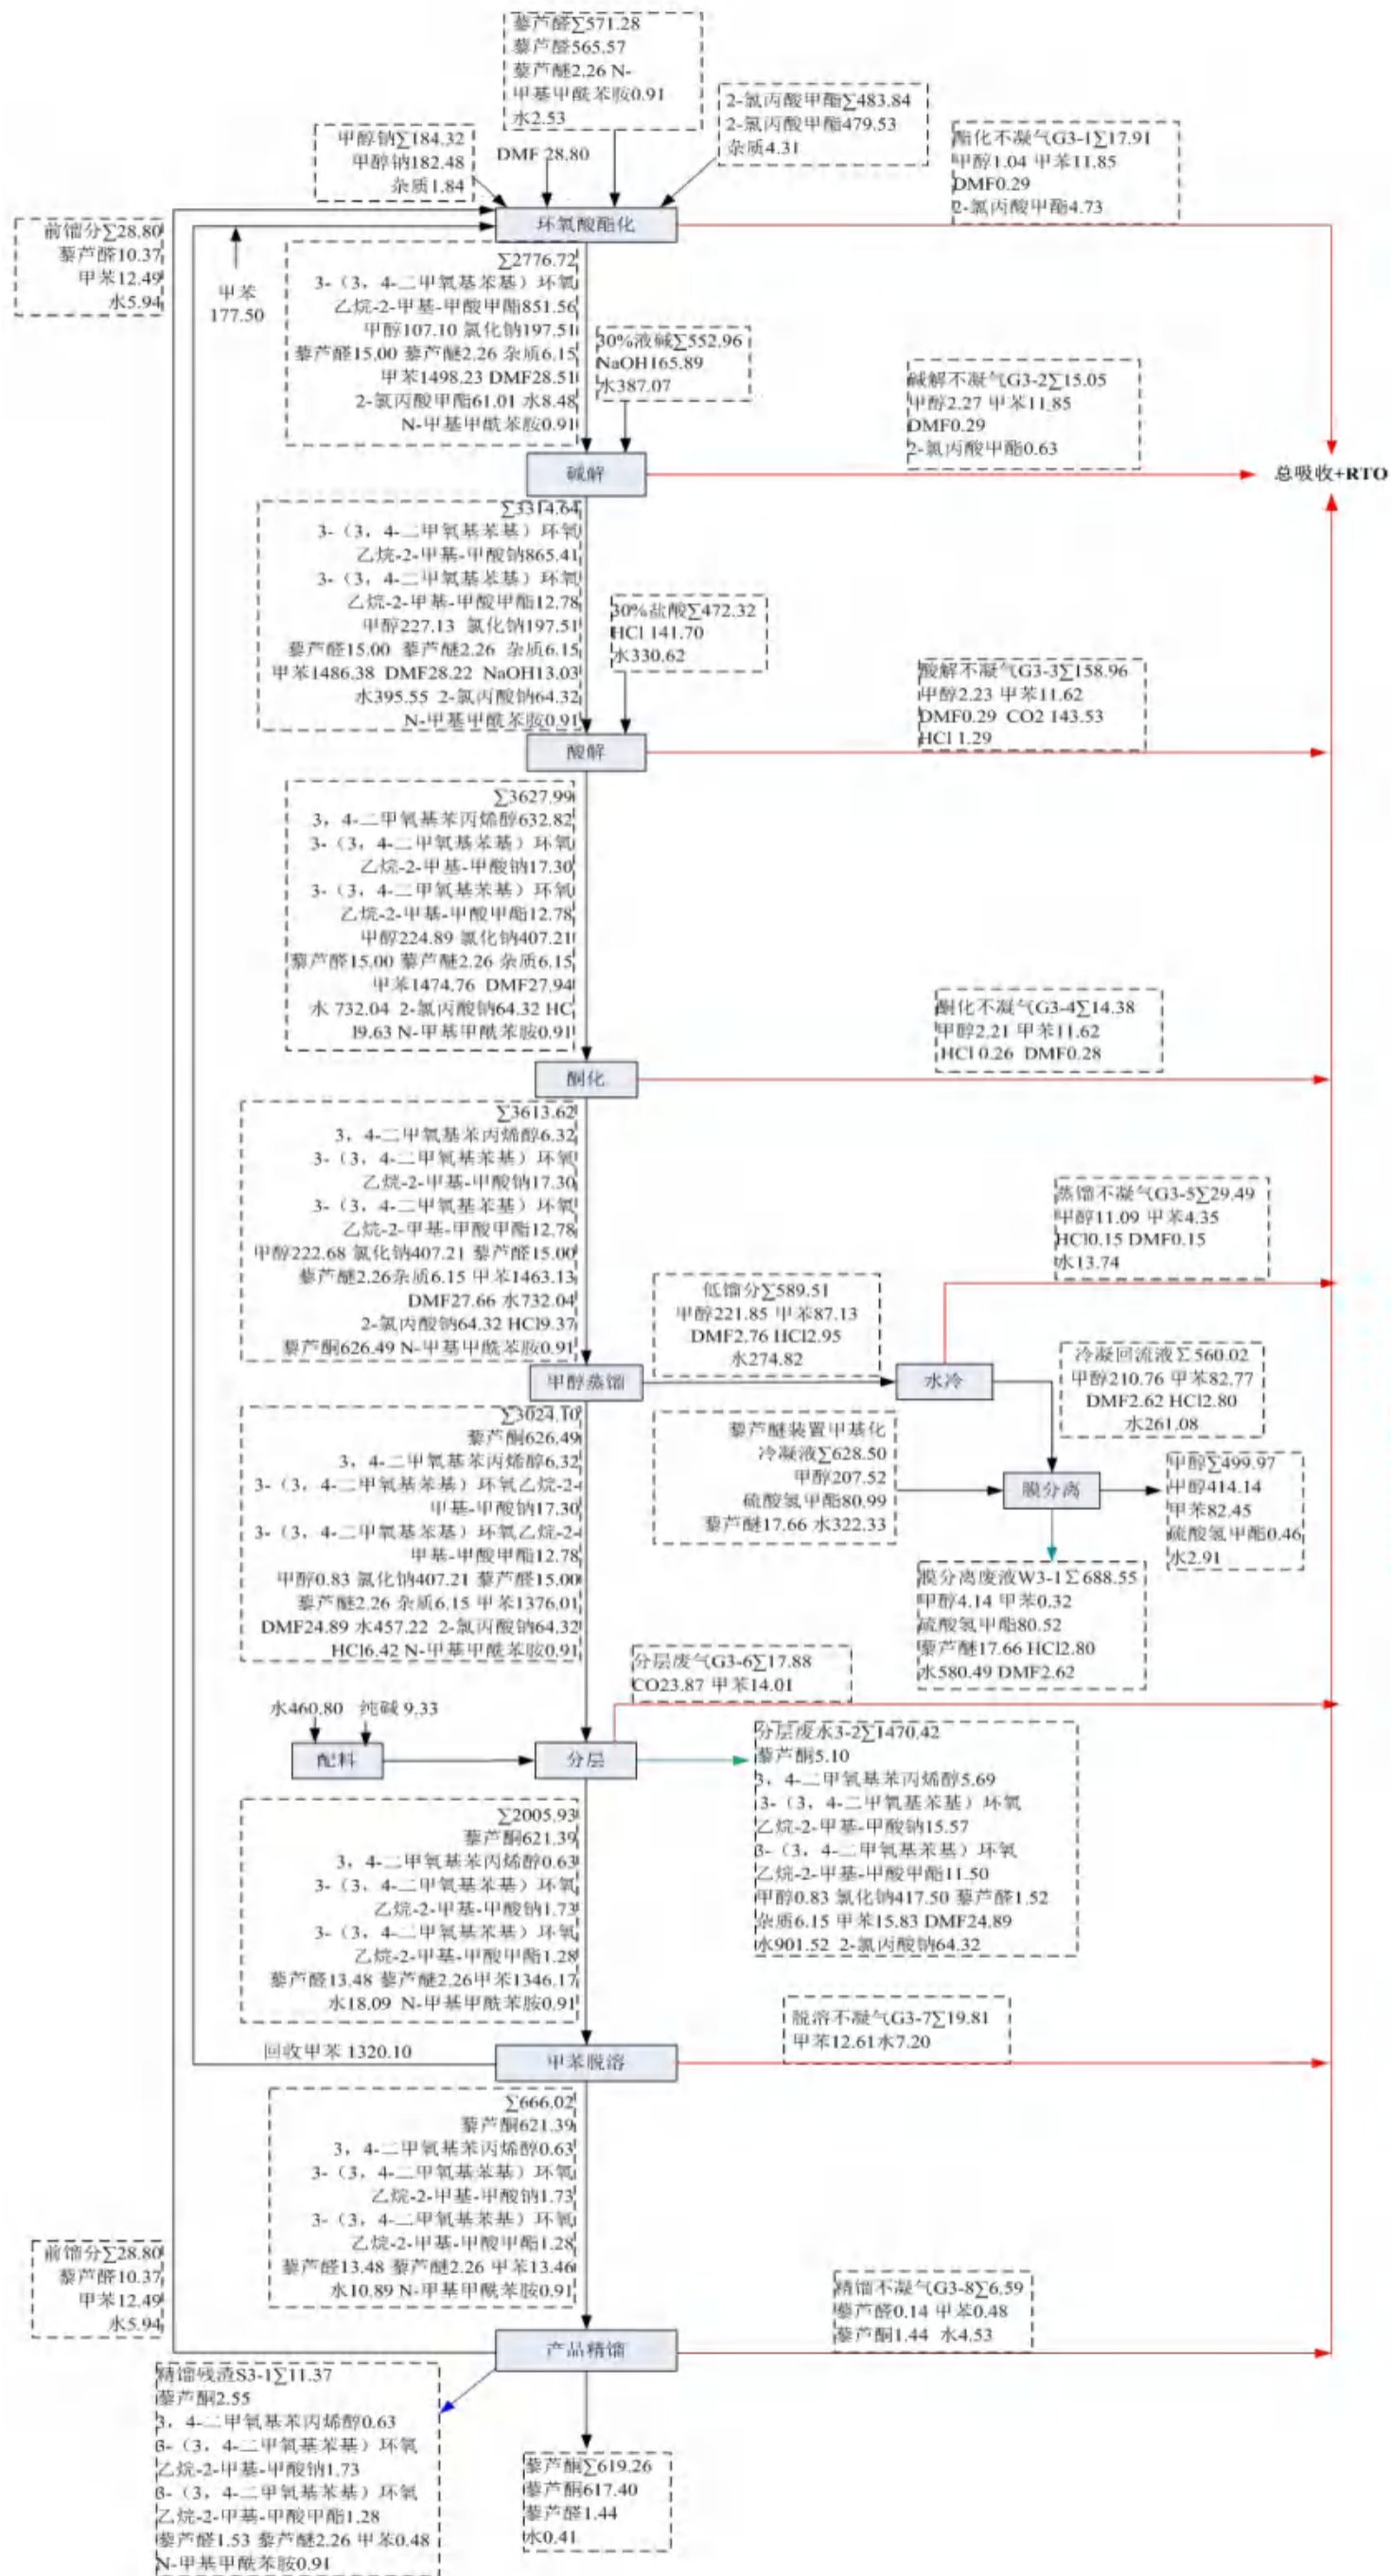 藜芦醛∑571.28
藜芦醛565.57
藜芦醚2.26 N-
甲基甲酰苯胺0.91
水2.53
2-氯丙酸甲酯∑483.84
2-氯丙酸甲酯479.53
杂质4.31
甲醇钠∑184.32
甲醇钠182.48
杂质1.84
DMF 28.80
酯化不凝气G3-1∑17.91
甲醇1.04 甲苯11.85
DMF0.29
2-氯丙酸甲酯4.73
环氧酸酯化
前馏分∑28.80
藜芦醛10.37
甲苯12.49
水5.94
甲苯
177.50
∑2776.72
3-（3，4-二甲氧基苯基）环氧
乙烷-2-甲基-甲酸甲酯851.56
甲醇107.10 氯化钠197.51
藜芦醛15.00 藜芦醚2.26 杂质6.15
甲苯1498.23 DMF28.51
2-氯丙酸甲酯61.01 水8.48
N-甲基甲酰苯胺0.91
30%液碱∑552.96
NaOH165.89
水387.07
碱解不凝气G3-2∑15.05
甲醇2.27 甲苯11.85
DMF0.29
2-氯丙酸甲酯0.63
碱解
总吸收+RTO
∑3314.64
3-（3，4-二甲氧基苯基）环氧
乙烷-2-甲基-甲酸钠865.41
3-（3，4-二甲氧基苯基）环氧
乙烷-2-甲基-甲酸甲酯12.78
甲醇227.13 氯化钠197.51
藜芦醛15.00 藜芦醚2.26 杂质6.15
甲苯1486.38 DMF28.22 NaOH13.03
水395.55 2-氯丙酸钠64.32
N-甲基甲酰苯胺0.91
30%盐酸∑472.32
HCl 141.70
水330.62
酸解不凝气G3-3∑158.96
甲醇2.23 甲苯11.62
DMF0.29 CO2 143.53
HCl 1.29
酸解
∑3627.99
3，4-二甲氧基苯丙烯醇632.82
3-（3，4-二甲氧基苯基）环氧
乙烷-2-甲基-甲酸钠17.30
3-（3，4-二甲氧基苯基）环氧
乙烷-2-甲基-甲酸甲酯12.78
甲醇224.89 氯化钠407.21
藜芦醛15.00 藜芦醚2.26 杂质6.15
甲苯1474.76 DMF27.94
水 732.04 2-氯丙酸钠64.32 HC
l9.63 N-甲基甲酰苯胺0.91
酮化不凝气G3-4∑14.38
甲醇2.21 甲苯11.62
HCl 0.26 DMF0.28
酮化
∑3613.62
3，4-二甲氧基苯丙烯醇6.32
3-（3，4-二甲氧基苯基）环氧
乙烷-2-甲基-甲酸钠17.30
3-（3，4-二甲氧基苯基）环氧
乙烷-2-甲基-甲酸甲酯12.78
甲醇222.68 氯化钠407.21 藜芦醛15.00
藜芦醚2.26杂质6.15 甲苯1463.13
DMF27.66 水732.04
2-氯丙酸钠64.32 HCl9.37
藜芦酮626.49 N-甲基甲酰苯胺0.91
蒸馏不凝气G3-5∑29.49
甲醇11.09 甲苯4.35
HCl0.15 DMF0.15
水13.74
低馏分∑589.51
甲醇221.85 甲苯87.13
DMF2.76 HCl2.95
水274.82
甲醇蒸馏
水冷
冷凝回流液∑560.02
甲醇210.76 甲苯82.77
DMF2.62 HCl2.80
水261.08
∑3024.10
藜芦酮626.49
3，4-二甲氧基苯丙烯醇6.32
3-（3，4-二甲氧基苯基）环氧乙烷-2-
甲基-甲酸钠17.30
3-（3，4-二甲氧基苯基）环氧乙烷-2-
甲基-甲酸甲酯12.78
甲醇0.83 氯化钠407.21 藜芦醛15.00
藜芦醚2.26 杂质6.15 甲苯1376.01
DMF24.89 水457.22 2-氯丙酸钠64.32
HCl6.42 N-甲基甲酰苯胺0.91
藜芦醚装置甲基化
冷凝液∑628.50
甲醇207.52
硫酸氢甲酯80.99
藜芦醚17.66 水322.33
膜分离
甲醇∑499.97
甲醇414.14
甲苯82.45
硫酸氢甲酯0.46
水2.91
膜分离废液W3-1∑688.55
甲醇4.14 甲苯0.32
硫酸氢甲酯80.52
藜芦醚17.66 HCl2.80
水580.49 DMF2.62
分层废气G3-6∑17.88
CO23.87 甲苯14.01
水460.80 纯碱 9.33
配料
分层
分层废水3-2∑1470.42
藜芦酮5.10
3，4-二甲氧基苯丙烯醇5.69
3-（3，4-二甲氧基苯基）环氧
乙烷-2-甲基-甲酸钠15.57
3-（3，4-二甲氧基苯基）环氧
乙烷-2-甲基-甲酸甲酯11.50
甲醇0.83 氯化钠417.50 藜芦醛1.52
杂质6.15 甲苯15.83 DMF24.89
水901.52 2-氯丙酸钠64.32
∑2005.93
藜芦酮621.39
3，4-二甲氧基苯丙烯醇0.63
3-（3，4-二甲氧基苯基）环氧
乙烷-2-甲基-甲酸钠1.73
3-（3，4-二甲氧基苯基）环氧
乙烷-2-甲基-甲酸甲酯1.28
藜芦醛13.48 藜芦醚2.26甲苯1346.17
水18.09 N-甲基甲酰苯胺0.91
脱溶不凝气G3-7∑19.81
甲苯12.61水7.20
回收甲苯 1320.10
甲苯脱溶
∑666.02
藜芦酮621.39
3，4-二甲氧基苯丙烯醇0.63
3-（3，4-二甲氧基苯基）环氧
乙烷-2-甲基-甲酸钠1.73
3-（3，4-二甲氧基苯基）环氧
乙烷-2-甲基-甲酸甲酯1.28
藜芦醛13.48 藜芦醚2.26 甲苯13.46
水10.89 N-甲基甲酰苯胺0.91
前馏分∑28.80
藜芦醛10.37
甲苯12.49
水5.94
精馏不凝气G3-8∑6.59
藜芦醛0.14 甲苯0.48
藜芦酮1.44 水4.53
产品精馏
精馏残渣S3-1∑11.37
藜芦酮2.55
3，4-二甲氧基苯丙烯醇0.63
3-（3，4-二甲氧基苯基）环氧
乙烷-2-甲基-甲酸钠1.73
3-（3，4-二甲氧基苯基）环氧
乙烷-2-甲基-甲酸甲酯1.28
藜芦醛1.53 藜芦醚2.26 甲苯0.48
N-甲基甲酰苯胺0.91
藜芦酮∑619.26
藜芦酮617.40
藜芦醛1.44
水0.41